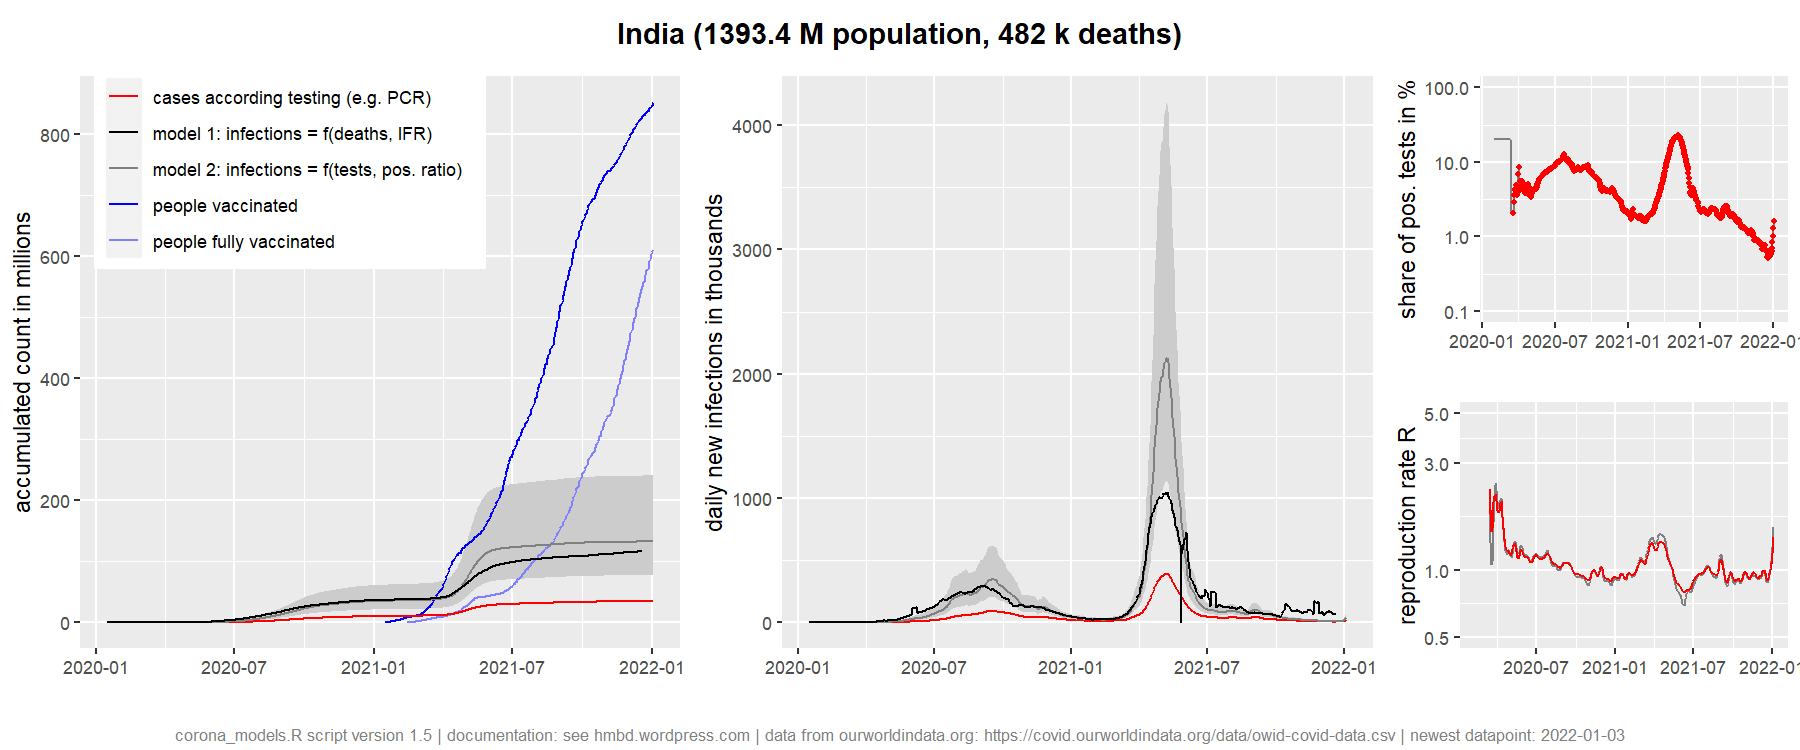 India (1393.4 M population, 482 k deaths)
cases according testing (e.g. PCR)
model 1: infections = f(deaths, IFR)
model 2: infections = f(tests, pos. ratio)
people vaccinated
people fully vaccinated
accumulated count in millions
800
600
400
200
0
2020-01 2020-07 2021-01 2021-07 2022-01
daily new infections in thousands
4000
3000
2000
1000
0
2020-01 2020-07 2021-01 2021-07 2022-01
share of pos. tests in %
100.0
10.0
1.0
0.1
2020-01 2020-07 2021-01 2021-07 2022-01
reproduction rate R
5.0
3.0
1.0
0.5
2020-07 2021-01 2021-07 2022-01
corona_models.R script version 1.5 | documentation: see hmbd.wordpress.com | data from ourworldindata.org: https://covid.ourworldindata.org/data/owid-covid-data.csv | newest datapoint: 2022-01-03